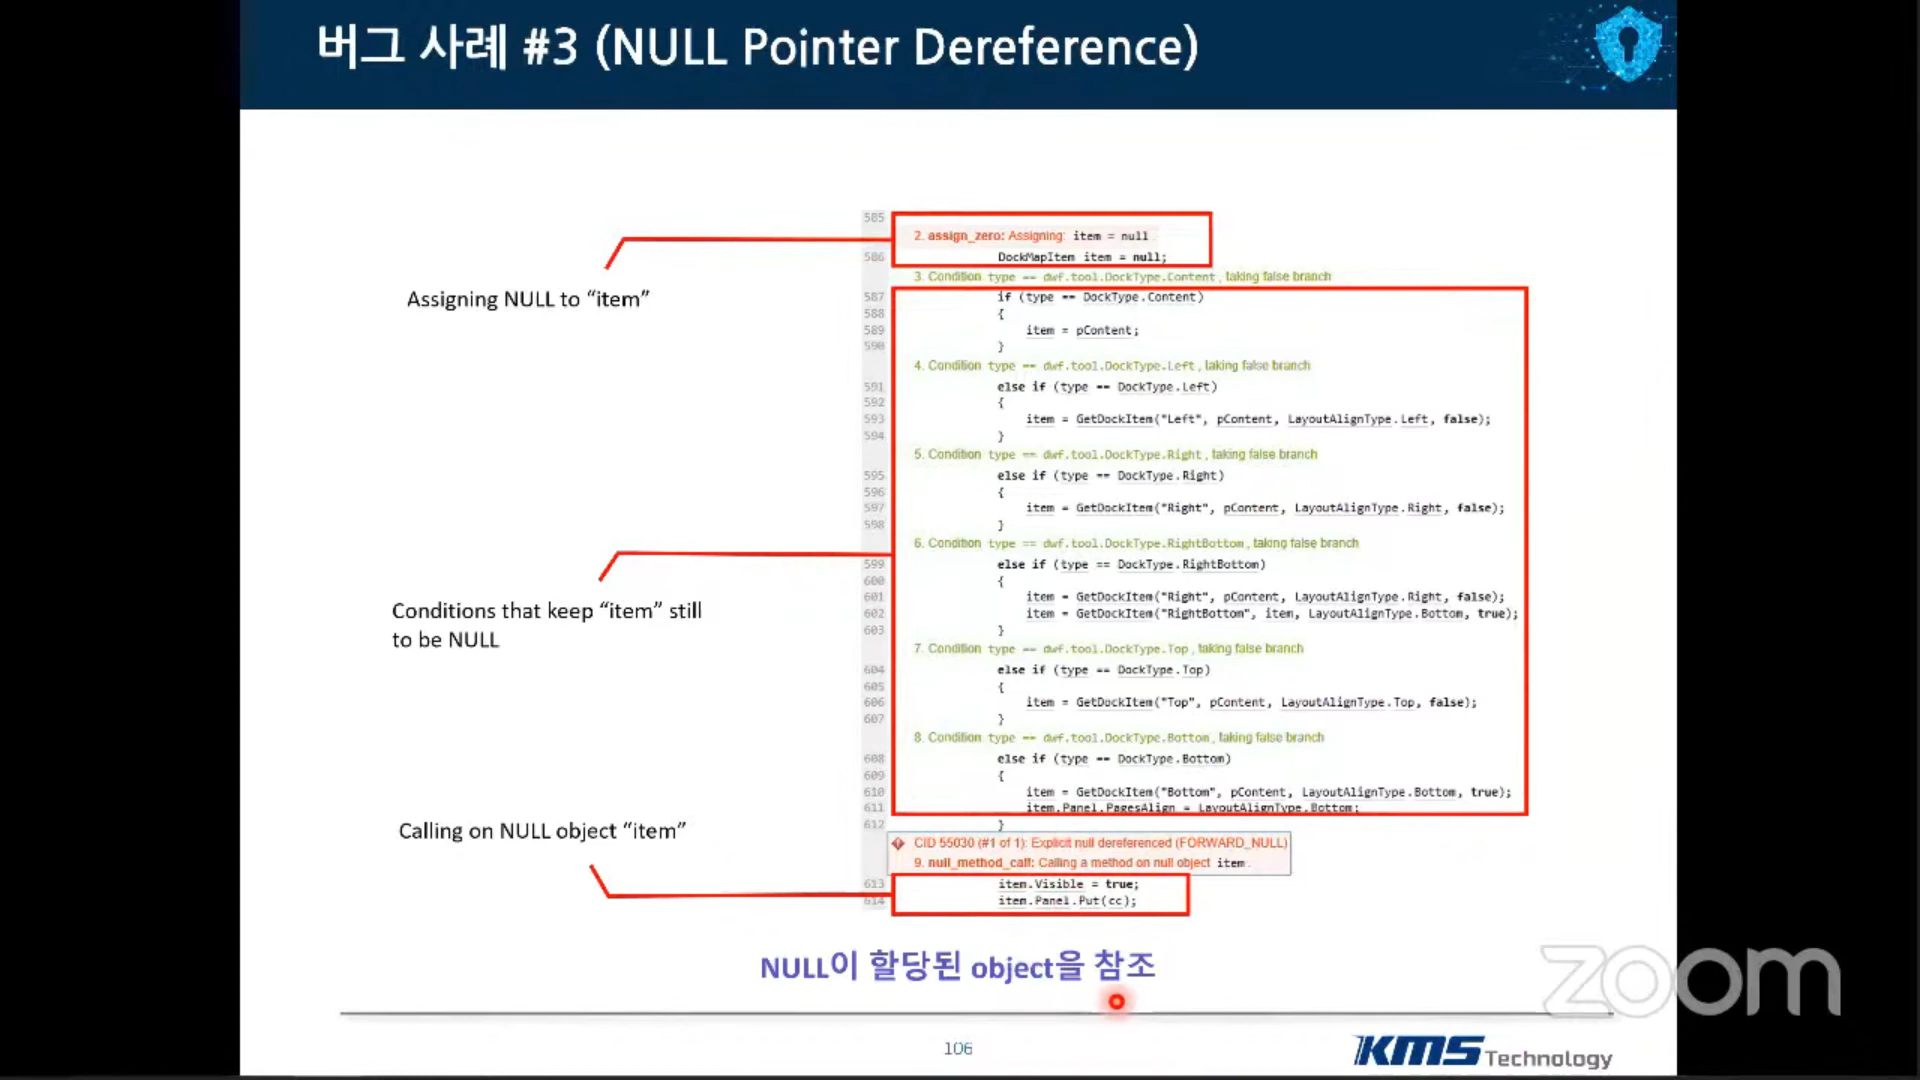 버그 사례 #3 (NULL Pointer Dereference)
585
2. assign_zero: Assigning: item = null.
586 DockMapItem item = null;
3. Condition type == dwf.tool.DockType.Content, taking false branch
Assigning NULL to “item”
587 if (type == DockType.Content)
588 {
589 item = pContent;
590 }
4. Condition type == dwf.tool.DockType.Left, taking false branch
591 else if (type == DockType.Left)
592 {
593 item = GetDockItem("Left", pContent, LayoutAlignType.Left, false);
594 }
5. Condition type == dwf.tool.DockType.Right, taking false branch
595 else if (type == DockType.Right)
596 {
597 item = GetDockItem("Right", pContent, LayoutAlignType.Right, false);
598 }
6. Condition type == dwf.tool.DockType.RightBottom, taking false branch
599 else if (type == DockType.RightBottom)
600 {
601 item = GetDockItem("Right", pContent, LayoutAlignType.Right, false);
602 item = GetDockItem("RightBottom", item, LayoutAlignType.Bottom, true);
603 }
Conditions that keep “item” still
to be NULL
7. Condition type == dwf.tool.DockType.Top, taking false branch
604 else if (type == DockType.Top)
605 {
606 item = GetDockItem("Top", pContent, LayoutAlignType.Top, false);
607 }
8. Condition type == dwf.tool.DockType.Bottom, taking false branch
608 else if (type == DockType.Bottom)
609 {
610 item = GetDockItem("Bottom", pContent, LayoutAlignType.Bottom, true);
611 item.Panel.PagesAlign = LayoutAlignType.Bottom;
612 }
Calling on NULL object “item”
CID 55030 (#1 of 1): Explicit null dereferenced (FORWARD_NULL)
9. null_method_call: Calling a method on null object item.
613 item.Visible = true;
614 item.Panel.Put(cc);
NULL이 할당된 object을 참조
zoom
106
KMS Technology